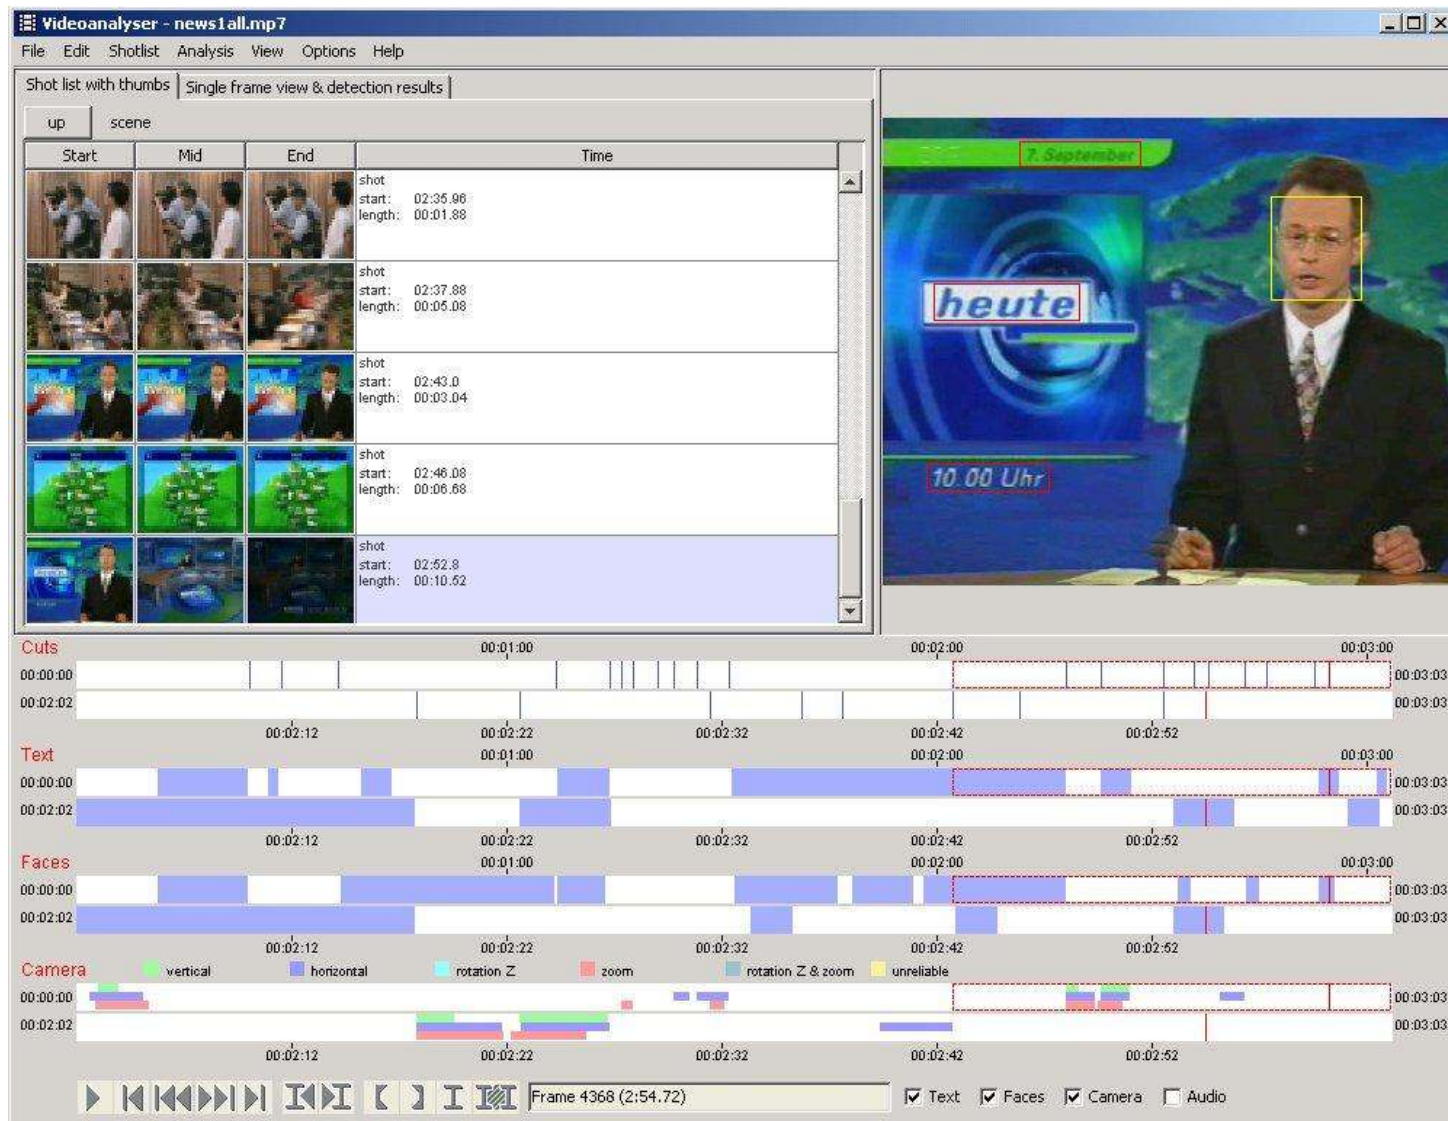 Videoanalyser - news1all.mp7
File Edit Shotlist Analysis View Options Help
Shot list with thumbs Single frame view & detection results
up scene
Start Mid End Time
shot
start: 02:35.96
length: 00:01.88
shot
start: 02:37.88
length: 00:05.08
shot
start: 02:43.0
length: 00:03.04
shot
start: 02:46.08
length: 00:06.68
shot
start: 02:52.8
length: 00:10.52
7. September
heute
10.00 Uhr
Cuts 00:01:00 00:02:00 00:03:00
00:00:00 00:03:03
00:02:02 00:03:03
00:02:12 00:02:22 00:02:32 00:02:42 00:02:52
Text 00:01:00 00:02:00 00:03:00
00:00:00 00:03:03
00:02:02 00:03:03
00:02:12 00:02:22 00:02:32 00:02:42 00:02:52
Faces 00:01:00 00:02:00 00:03:00
00:00:00 00:03:03
00:02:02 00:03:03
00:02:12 00:02:22 00:02:32 00:02:42 00:02:52
Camera vertical horizontal rotation Z zoom rotation Z & zoom unreliable
00:00:00 00:03:03
00:02:02 00:03:03
00:02:12 00:02:22 00:02:32 00:02:42 00:02:52
Frame 4368 (2:54.72) Text Faces Camera Audio